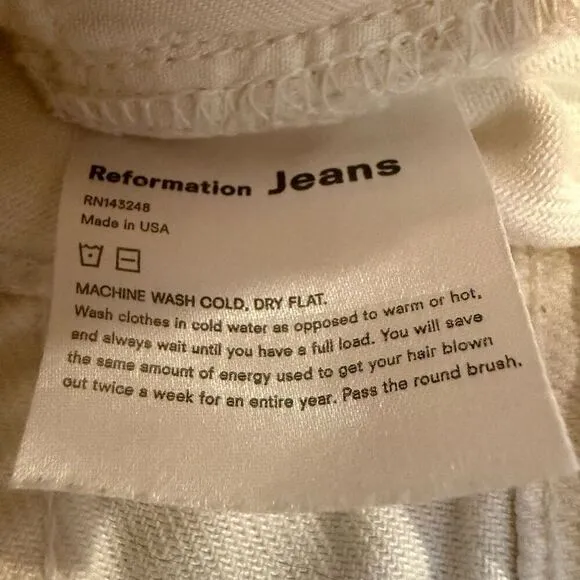 Reformation Jeans
RN143248
Made in USA
MACHINE WASH COLD, DRY FLAT.
Wash clothes in cold water as opposed to warm or hot,
and always wait until you have a full load. You will save
the same amount of energy used to get your hair blown
out twice a week for an entire year. Pass the round brush.